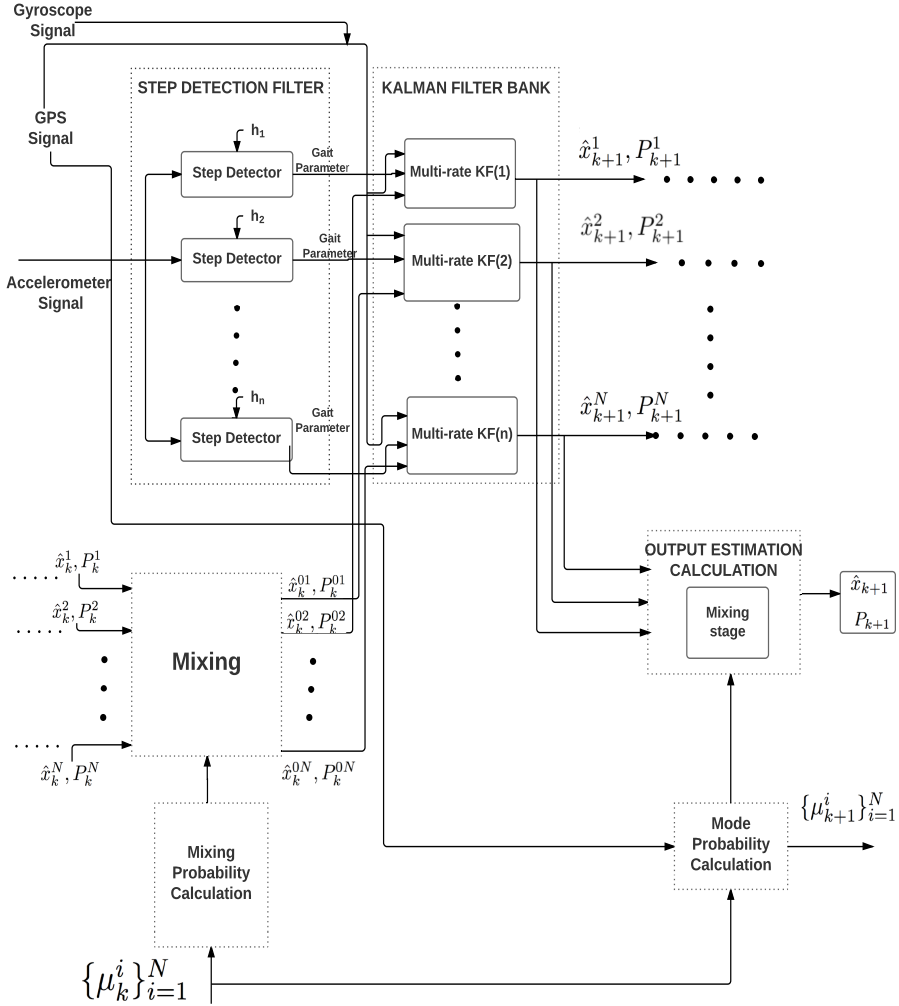 Gyroscope
Signal
GPS
Signal
STEP DETECTION FILTER
KALMAN FILTER BANK
h₁
Step Detector
Gait
Parameter
Multi-rate KF(1)
x̂¹ₖ₊₁, P¹ₖ₊₁
h₂
Step Detector
Gait
Parameter
Multi-rate KF(2)
x̂²ₖ₊₁, P²ₖ₊₁
Accelerometer
Signal
hₙ
Step Detector
Gait
Parameter
Multi-rate KF(n)
x̂ᴺₖ₊₁, Pᴺₖ₊₁
x̂¹ₖ, P¹ₖ
x̂²ₖ, P²ₖ
x̂ᴺₖ, Pᴺₖ
Mixing
x̂⁰¹ₖ, P⁰¹ₖ
x̂⁰²ₖ, P⁰²ₖ
x̂⁰ᴺₖ, P⁰ᴺₖ
OUTPUT ESTIMATION
CALCULATION
Mixing
stage
x̂ₖ₊₁
Pₖ₊₁
Mixing
Probability
Calculation
Mode
Probability
Calculation
{μⁱₖ₊₁}ᴺᵢ₌₁
{μⁱₖ}ᴺᵢ₌₁